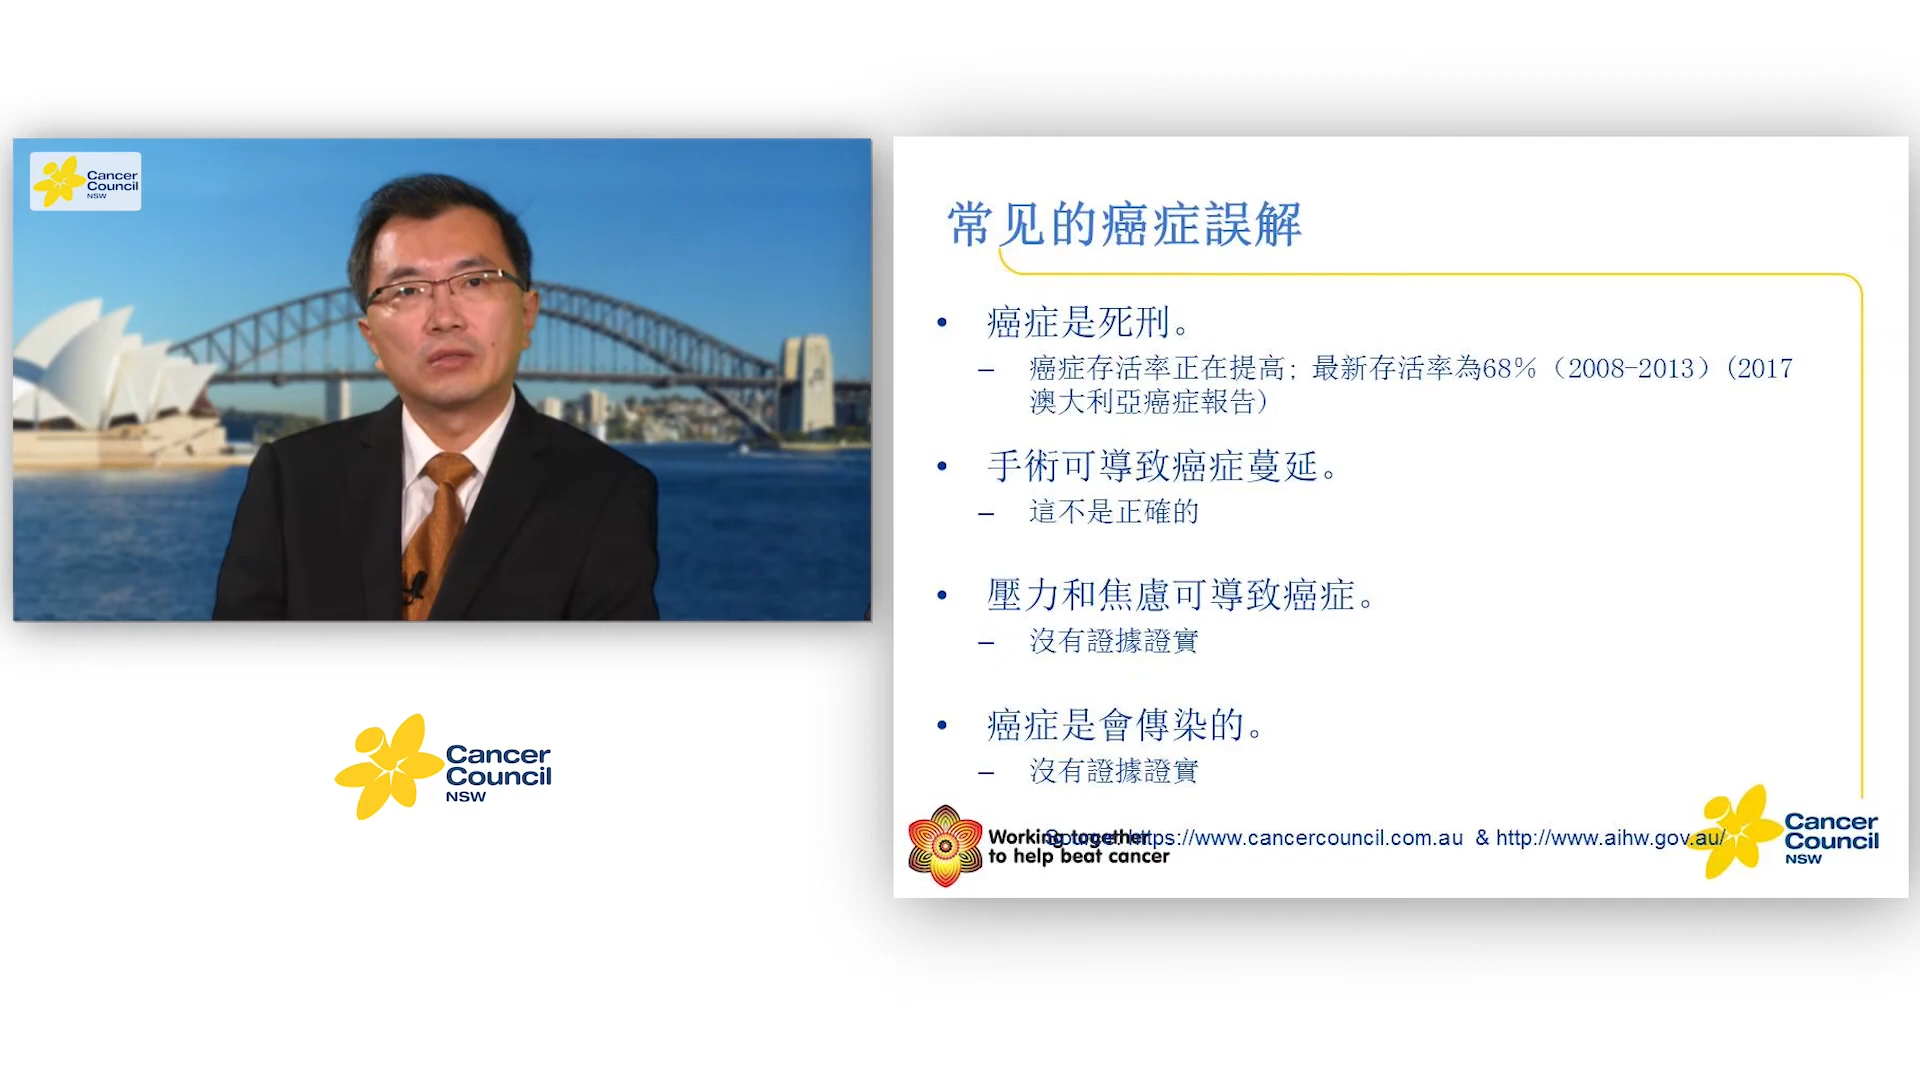 Cancer
Council
NSW
Cancer
Council
NSW
常见的癌症誤解
• 癌症是死刑。
– 癌症存活率正在提高; 最新存活率為68%（2008-2013）(2017
澳大利亞癌症報告)
• 手術可導致癌症蔓延。
– 這不是正確的
• 壓力和焦慮可導致癌症。
– 沒有證據證實
• 癌症是會傳染的。
– 沒有證據證實
Working together
to help beat cancer
https://www.cancercouncil.com.au & http://www.aihw.gov.au/
Cancer
Council
NSW